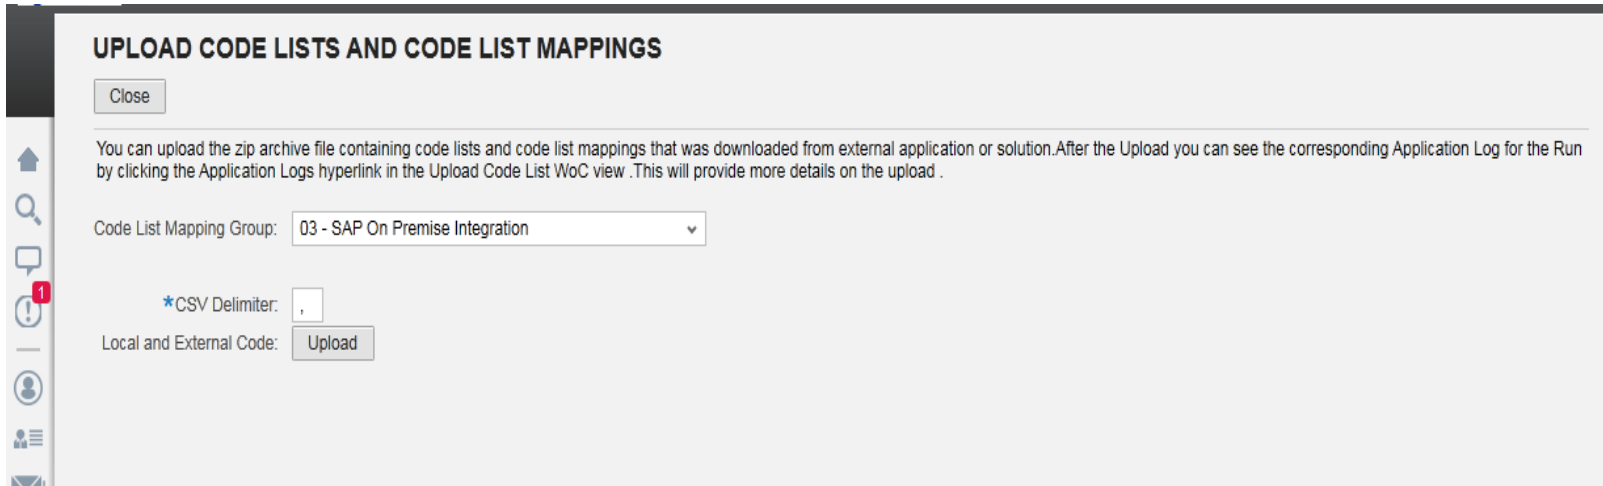 UPLOAD CODE LISTS AND CODE LIST MAPPINGS
Close
You can upload the zip archive file containing code lists and code list mappings that was downloaded from external application or solution.After the Upload you can see the corresponding Application Log for the Run
by clicking the Application Logs hyperlink in the Upload Code List WoC view .This will provide more details on the upload .
Code List Mapping Group: 03 - SAP On Premise Integration
1
*CSV Delimiter: ,
Local and External Code: Upload